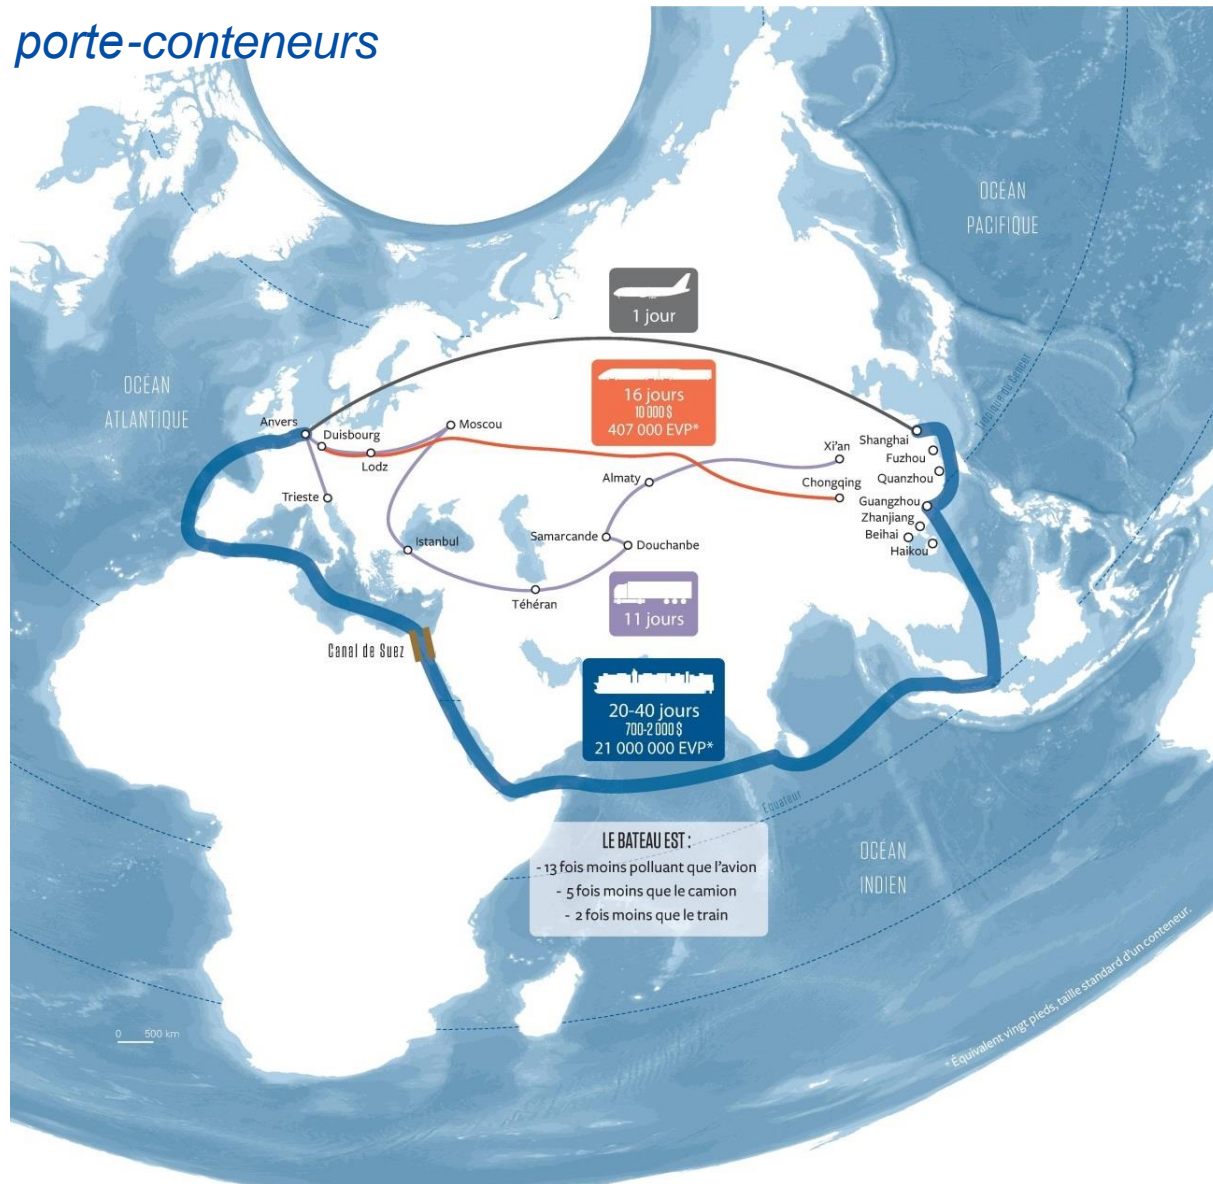 porte-conteneurs
OCÉAN
PACIFIQUE
1 jour
16 jours
10 000 $
407 000 EVP*
OCÉAN
ATLANTIQUE
Tropique du Cancer
Anvers
Duisbourg
Lodz
Moscou
Trieste
Istanbul
Téhéran
Samarcande
Douchanbe
Almaty
Xi'an
Chongqing
Shanghai
Fuzhou
Quanzhou
Guangzhou
Zhanjiang
Beihai
Haikou
11 jours
Canal de Suez
20-40 jours
700-2 000 $
21 000 000 EVP*
Équateur
LE BATEAU EST :
- 13 fois moins polluant que l'avion
- 5 fois moins que le camion
- 2 fois moins que le train
OCÉAN
INDIEN
0 500 km
* Équivalent vingt pieds, taille standard d'un conteneur.